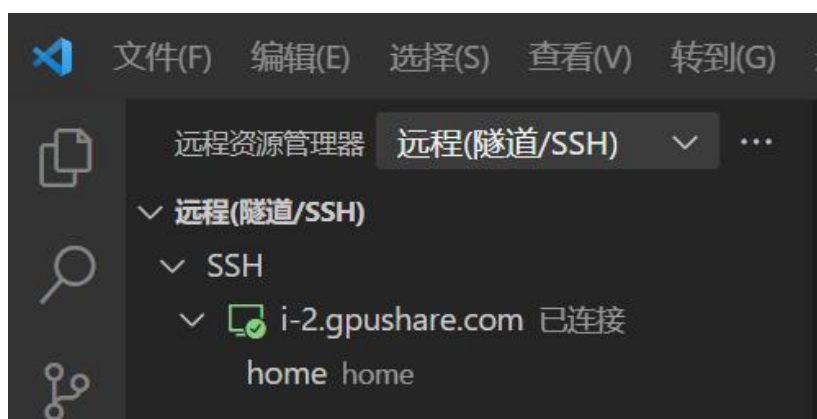 文件(F) 编辑(E) 选择(S) 查看(V) 转到(G)
远程资源管理器 远程(隧道/SSH) ···
远程(隧道/SSH)
SSH
i-2.gpushare.com 已连接
home home